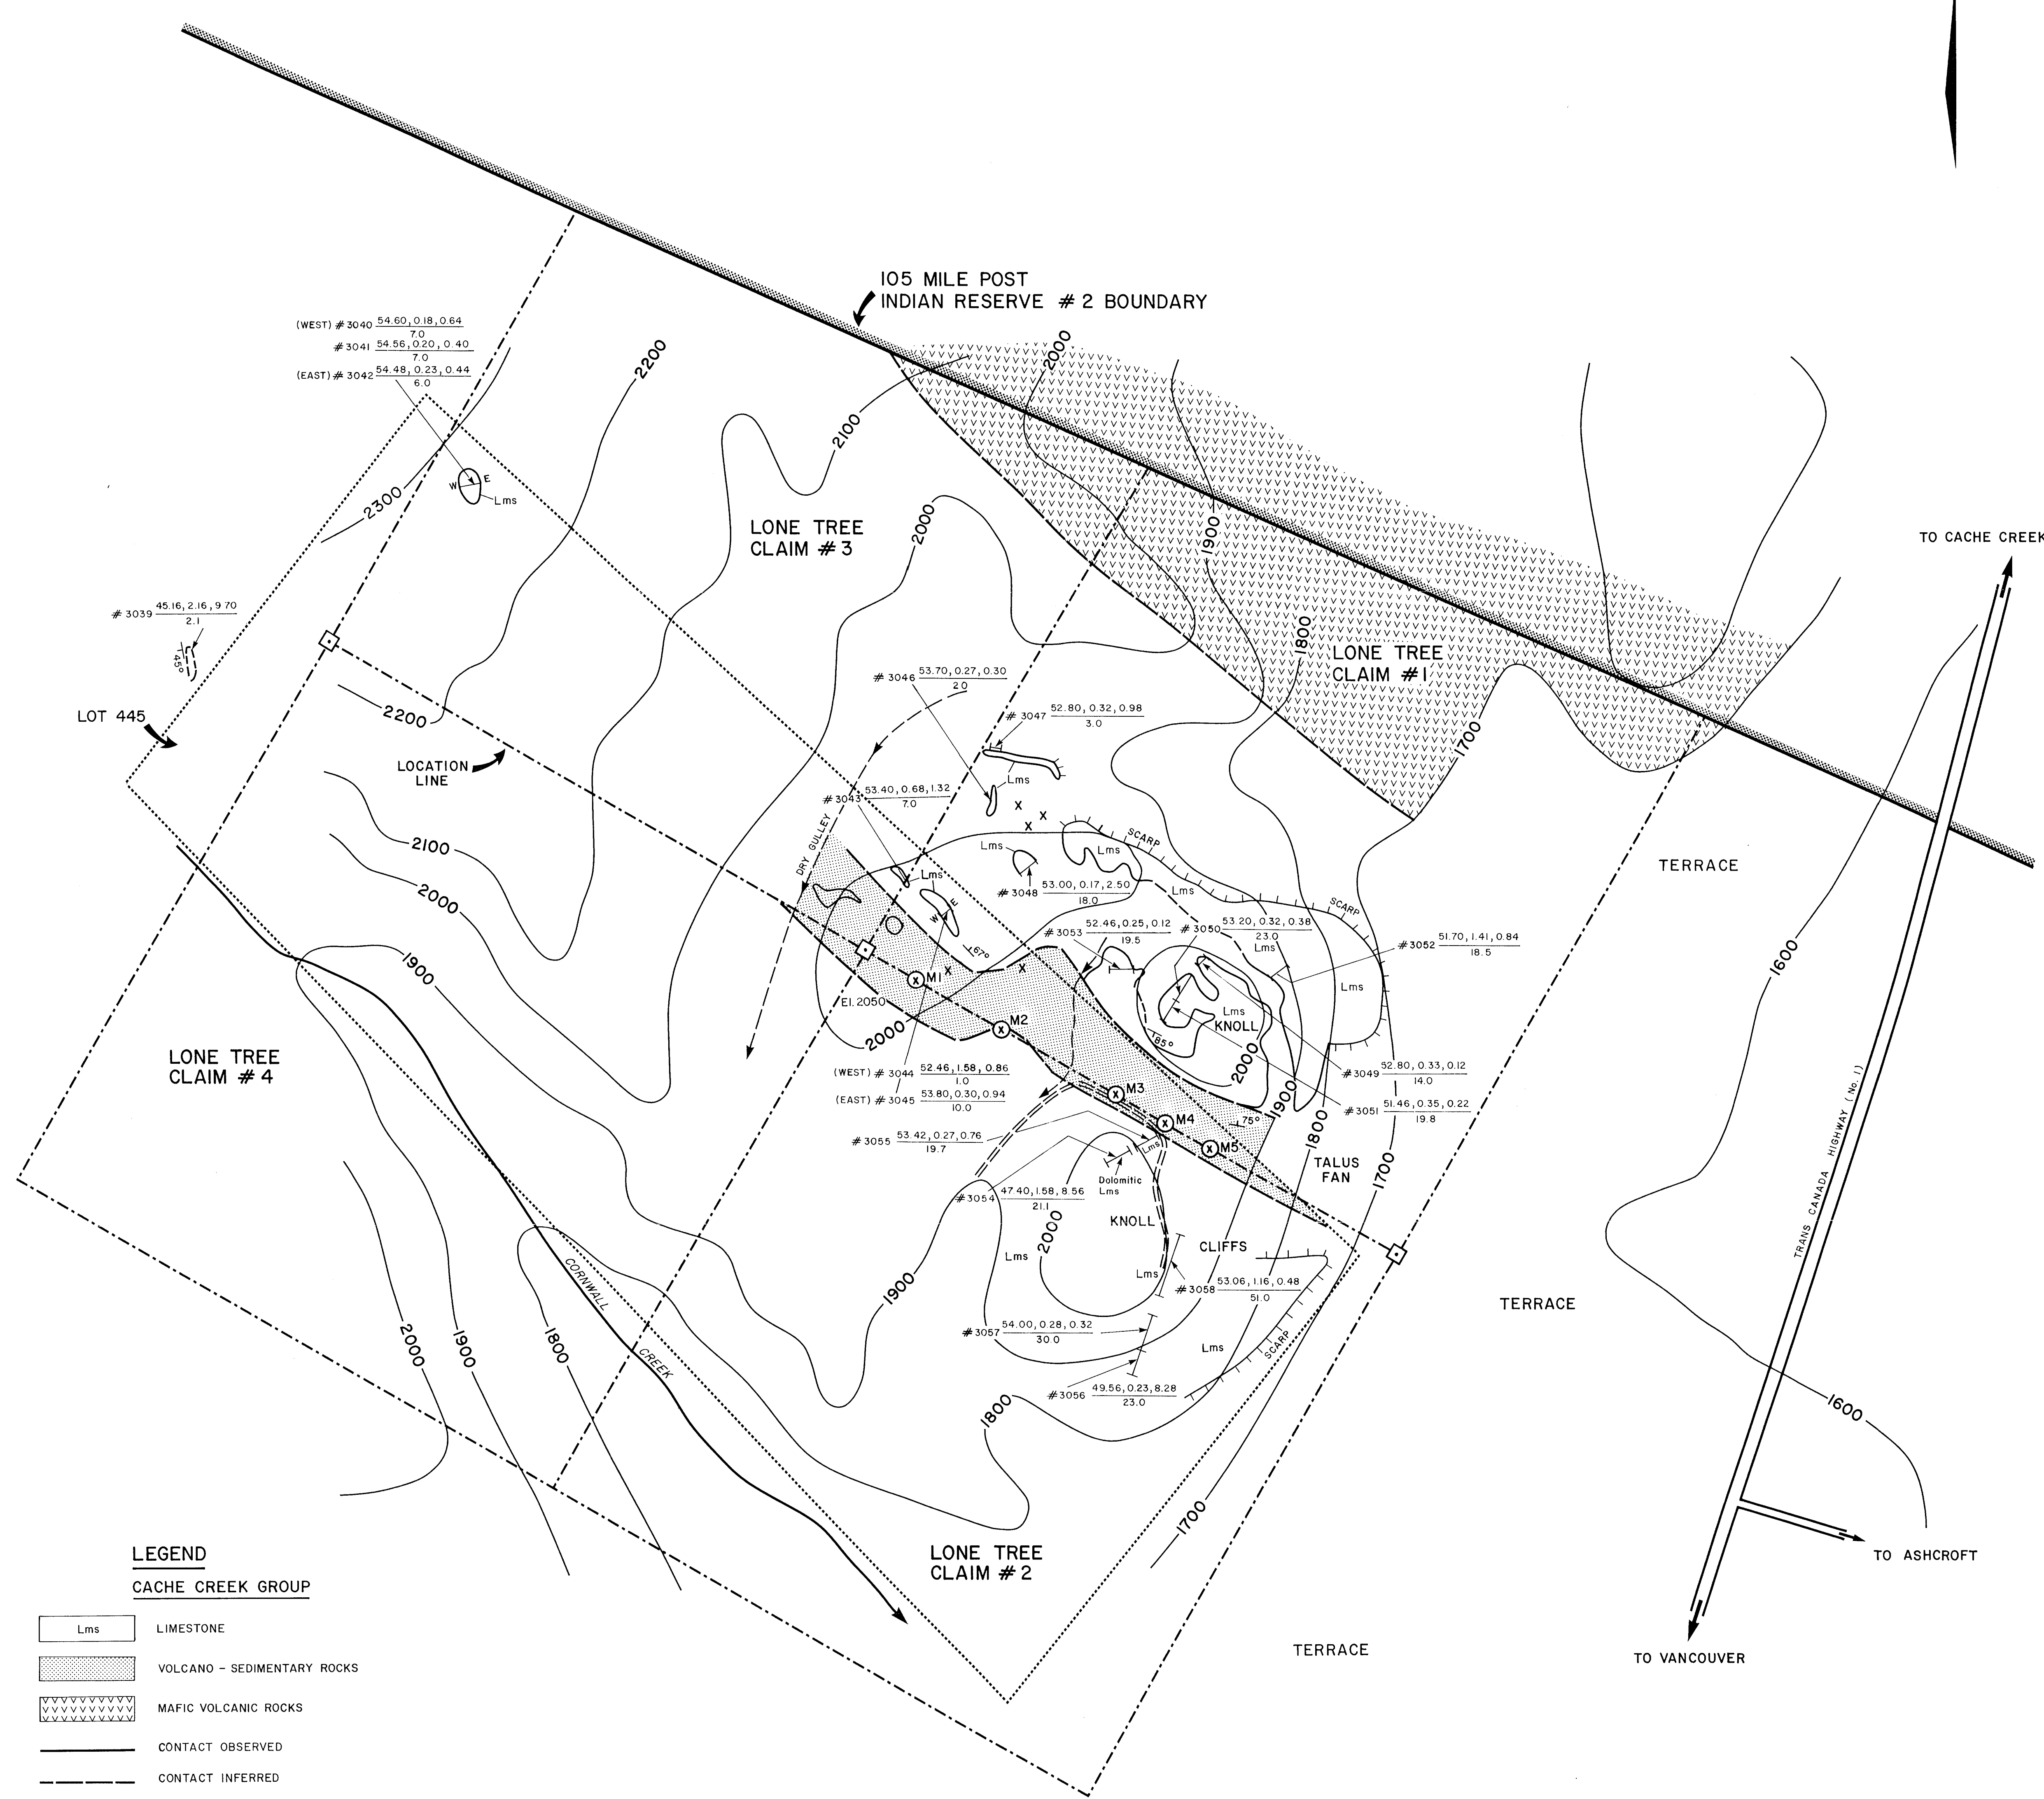 105 MILE POST
INDIAN RESERVE # 2 BOUNDARY
(WEST) # 3040 54.60, 0.18, 0.64
7.0
# 3041 54.56, 0.20, 0.40
7.0
(EAST) # 3042 54.48, 0.23, 0.44
6.0
2200
2000
2100
W E
Lms
2300
LONE TREE
CLAIM # 3
2000
1900
TO CACHE CREEK
# 3039 45.16, 2.16, 9 70
2.1
45°
1800
LONE TREE
CLAIM # 1
# 3046 53.70, 0.27, 0.30
2.0
LOT 445
2200
# 3047 52.80, 0.32, 0.98
3.0
1700
LOCATION
LINE
Lms
# 3043 53.40, 0.68, 1.32
7.0
X X
X
DRY GULLEY
SCARP
2100
Lms
Lms
TERRACE
Lms
Lms
2000
# 3048 53.00, 0.17, 2.50
18.0
SCARP
W E
52.46, 0.25, 0.12
# 3053
19.5
# 3050 53.20, 0.32, 0.38
23.0
Lms
# 3052 51.70, 1.41, 0.84
18.5
67°
1900
X X
M1
1600
Lms
El. 2050
Lms
KNOLL
M2
2000
85°
LONE TREE
CLAIM # 4
2000
(WEST) # 3044 52.46, 1.58, 0.86
1.0
(EAST) # 3045 53.80, 0.30, 0.94
10.0
# 3049 52.80, 0.33, 0.12
14.0
M3
1900
# 3051 51.46, 0.35, 0.22
19.8
M4
75°
1800
# 3055 53.42, 0.27, 0.76
19.7
Lms
M5
TRANS CANADA HIGHWAY (No. 1)
TALUS
FAN
1700
Dolomitic
Lms
# 3054 47.40, 1.58, 8.56
21.1
KNOLL
2000
Lms
CLIFFS
Lms
CORNWALL
1900
# 3058 53.06, 1.16, 0.48
51.0
TERRACE
2000
1900
1800
# 3057 54.00, 0.28, 0.32
30.0
Lms
SCARP
CREEK
# 3056 49.56, 0.23, 8.28
23.0
1800
1600
1700
LEGEND
LONE TREE
CLAIM # 2
TO ASHCROFT
CACHE CREEK GROUP
Lms LIMESTONE
TERRACE
TO VANCOUVER
VOLCANO - SEDIMENTARY ROCKS
MAFIC VOLCANIC ROCKS
CONTACT OBSERVED
CONTACT INFERRED